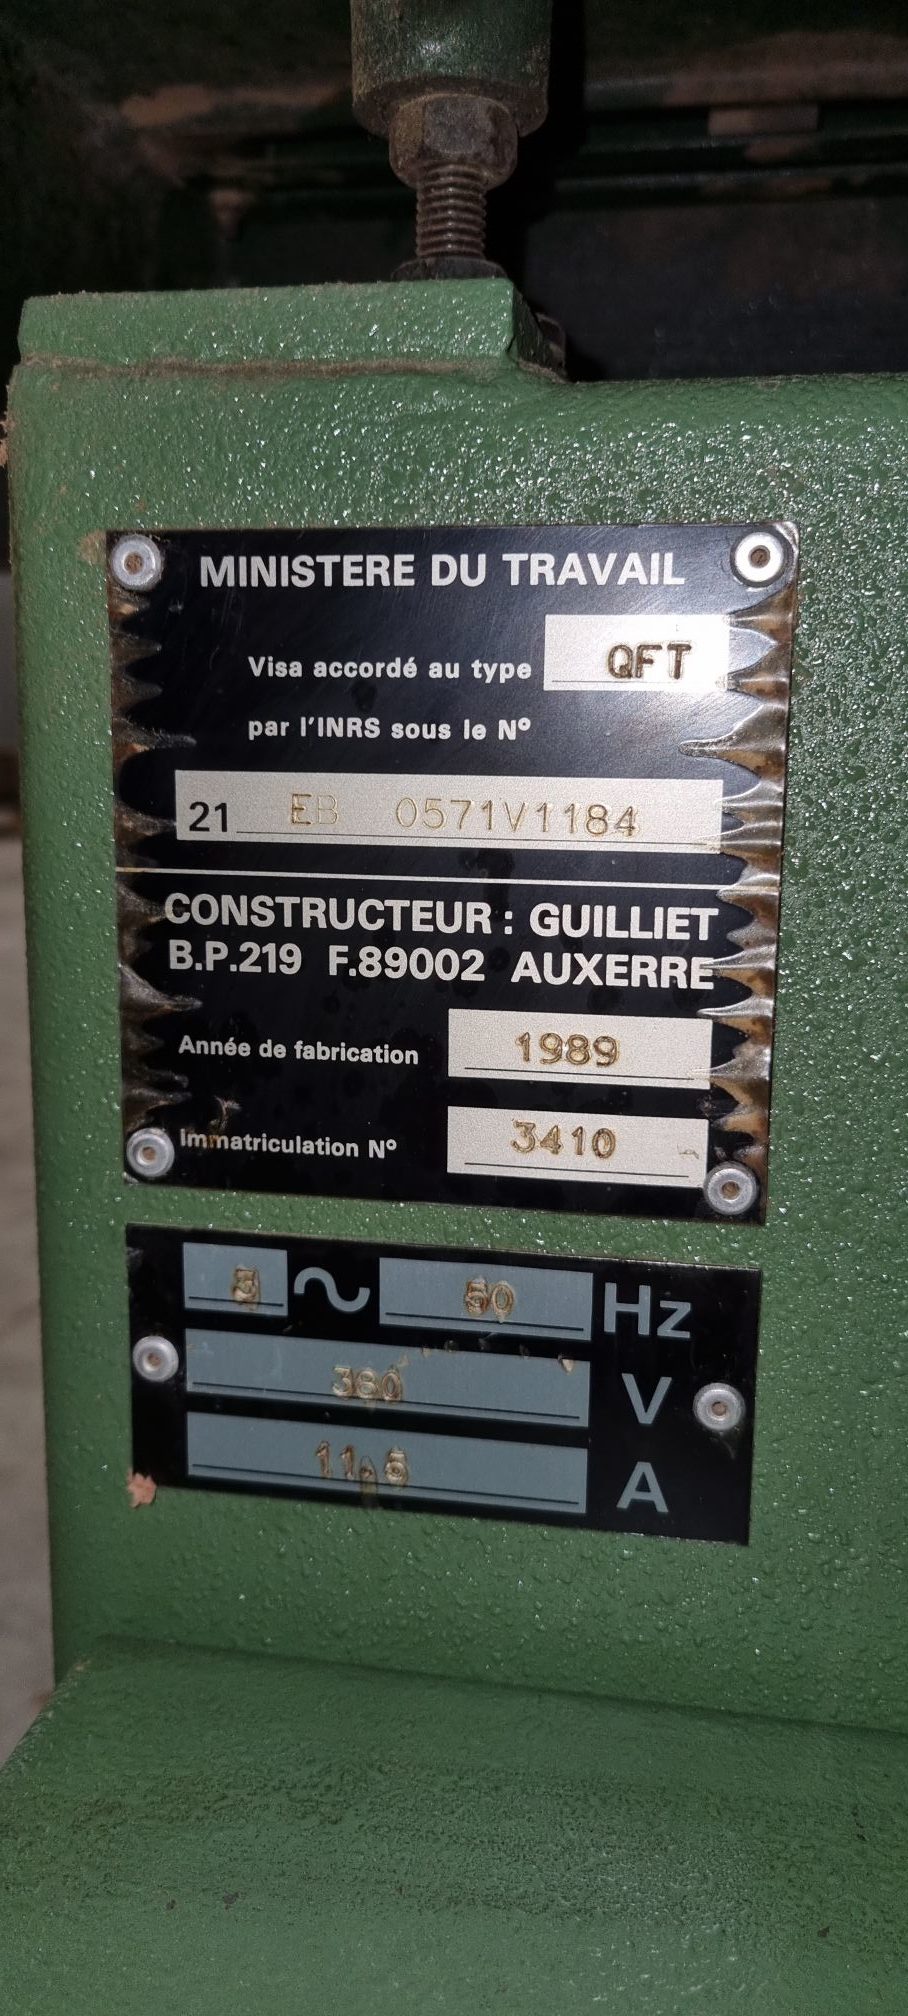 MINISTERE DU TRAVAIL
Visa accordé au type QFT
par l'INRS sous le N°
21 EB 0571V1184
CONSTRUCTEUR : GUILLIET
B.P.219 F.89002 AUXERRE
Année de fabrication 1989
Immatriculation N° 3410
~ 50 Hz
380 V
A